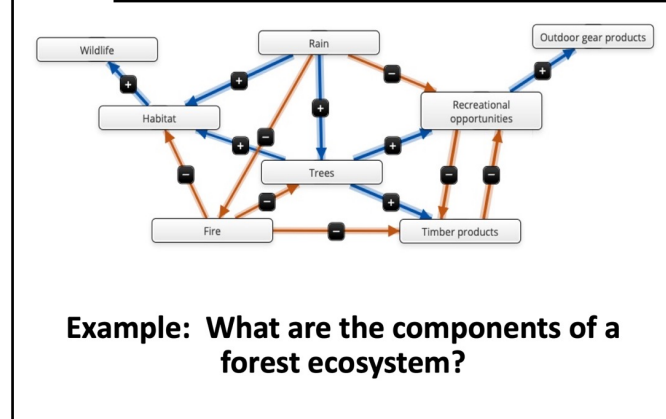 Wildlife
Rain
Outdoor gear products
Habitat
Recreational
opportunities
Trees
Fire
Timber products
+
+
+
-
-
+
+
+
-
-
-
-
+
-
Example: What are the components of a
forest ecosystem?